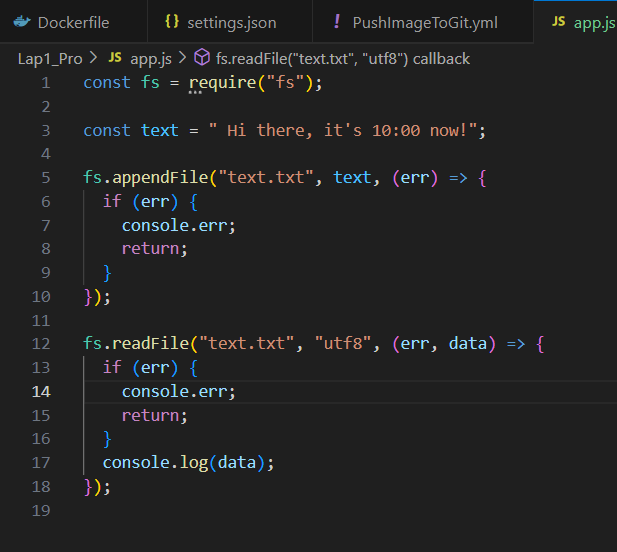 Dockerfile {} settings.json ! PushImageToGit.yml JS app.js
Lap1_Pro > JS app.js > fs.readFile("text.txt", "utf8") callback
1 const fs = require("fs");
2
3 const text = " Hi there, it's 10:00 now!";
4
5 fs.appendFile("text.txt", text, (err) => {
6 if (err) {
7 console.err;
8 return;
9 }
10 });
11
12 fs.readFile("text.txt", "utf8", (err, data) => {
13 if (err) {
14 console.err;
15 return;
16 }
17 console.log(data);
18 });
19